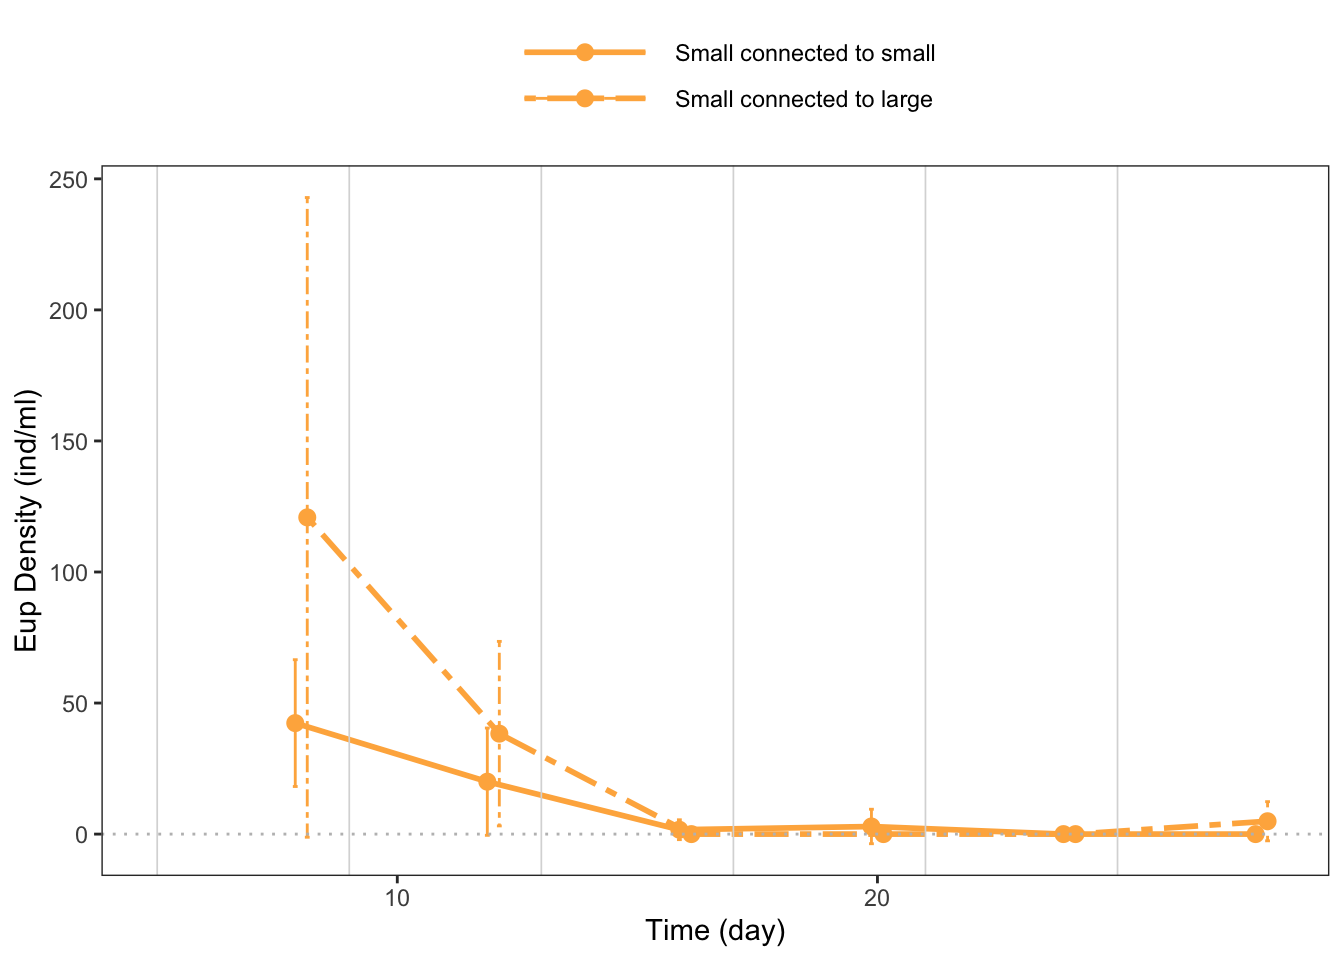 Small connected to small
Small connected to large
250
200
150
100
50
0
Eup Density (ind/ml)
10 20
Time (day)